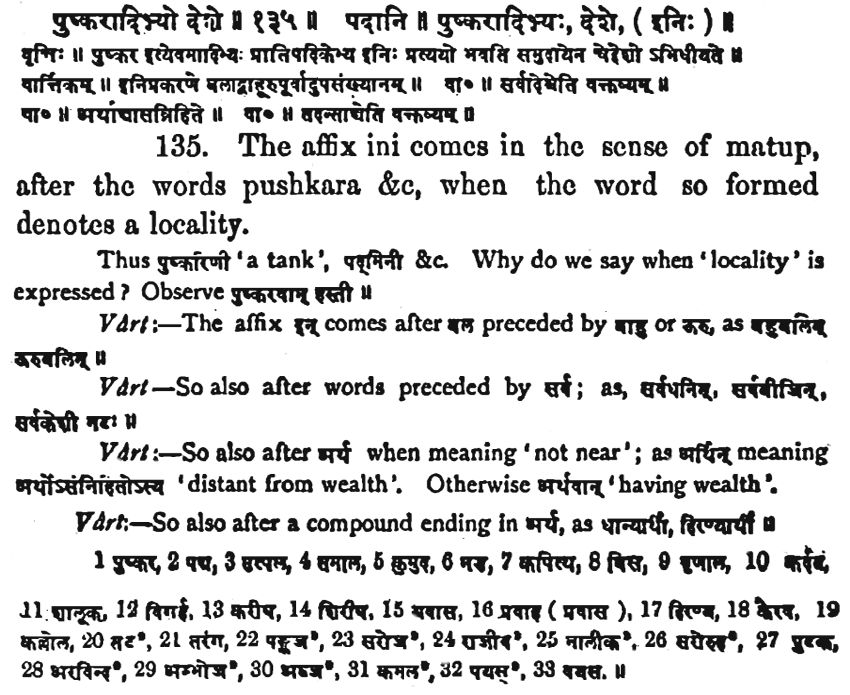 पुष्करादिभ्यो देशे ॥ १३५ ॥ पदानि ॥ पुष्करादिभ्यः, देशे, ( इनिः ) ॥
वृत्तिः ॥ पुष्कर इत्येवमादिभ्यः प्रातिपदिकेभ्य इनिः प्रत्ययो भवति समुदायेन चेद्देशो ऽभिधीयते ॥
वार्त्तिकम् ॥ इनिप्रकरणे बलाद्बाहूरुपूर्वादुपसंख्यानम् ॥ वा० ॥ सर्वादेश्चेति वक्तव्यम् ॥
वा० ॥ अर्थाच्चासन्निहिते ॥ वा० ॥ तदन्ताच्चेति वक्तव्यम् ॥
135. The affix ini comes in the sense of matup,
after the words pushkara &c, when the word so formed
denotes a locality.
Thus पुष्करिणी 'a tank', पद्मिनी &c. Why do we say when 'locality' is
expressed? Observe पुष्करवान् हस्ती ॥
Várt:—The affix इन् comes after बल preceded by बाहु or ऊरु, as बाहुबलिन्
ऊरुबलिन् ॥
Várt—So also after words preceded by सर्व; as, सर्वधनिन्, सर्वबीजिन्,
सर्वकेशी नटः ॥
Várt:—So also after अर्थ when meaning 'not near'; as अर्थिन् meaning
अर्थोऽसंनिहितोऽस्य 'distant from wealth'. Otherwise अर्थवान् 'having wealth'.
Várt:—So also after a compound ending in अर्थ, as धान्यार्थी, हिरण्यार्थी ॥
1 पुष्कर, 2 पद्म, 3 उत्पल, 4 तमाल, 5 कुमुद, 6 नड, 7 कपित्थ, 8 बिस, 9 मृणाल, 10 कर्दम,
11 शालूक, 12 विगर्ह, 13 करीष, 14 शिरीष, 15 यवास, 16 प्रवाह ( प्रवास ), 17 हिरण्य, 18 कैरव, 19
कल्लोल, 20 तट*, 21 तरंग, 22 पङ्कज*, 23 सरोज*, 24 राजीव*, 25 नालीक*, 26 सरोरुह*, 27 पुटक,
28 अरविन्द*, 29 अम्भोज*, 30 अब्ज*, 31 कमल*, 32 पयस्*, 33 यवस. ॥